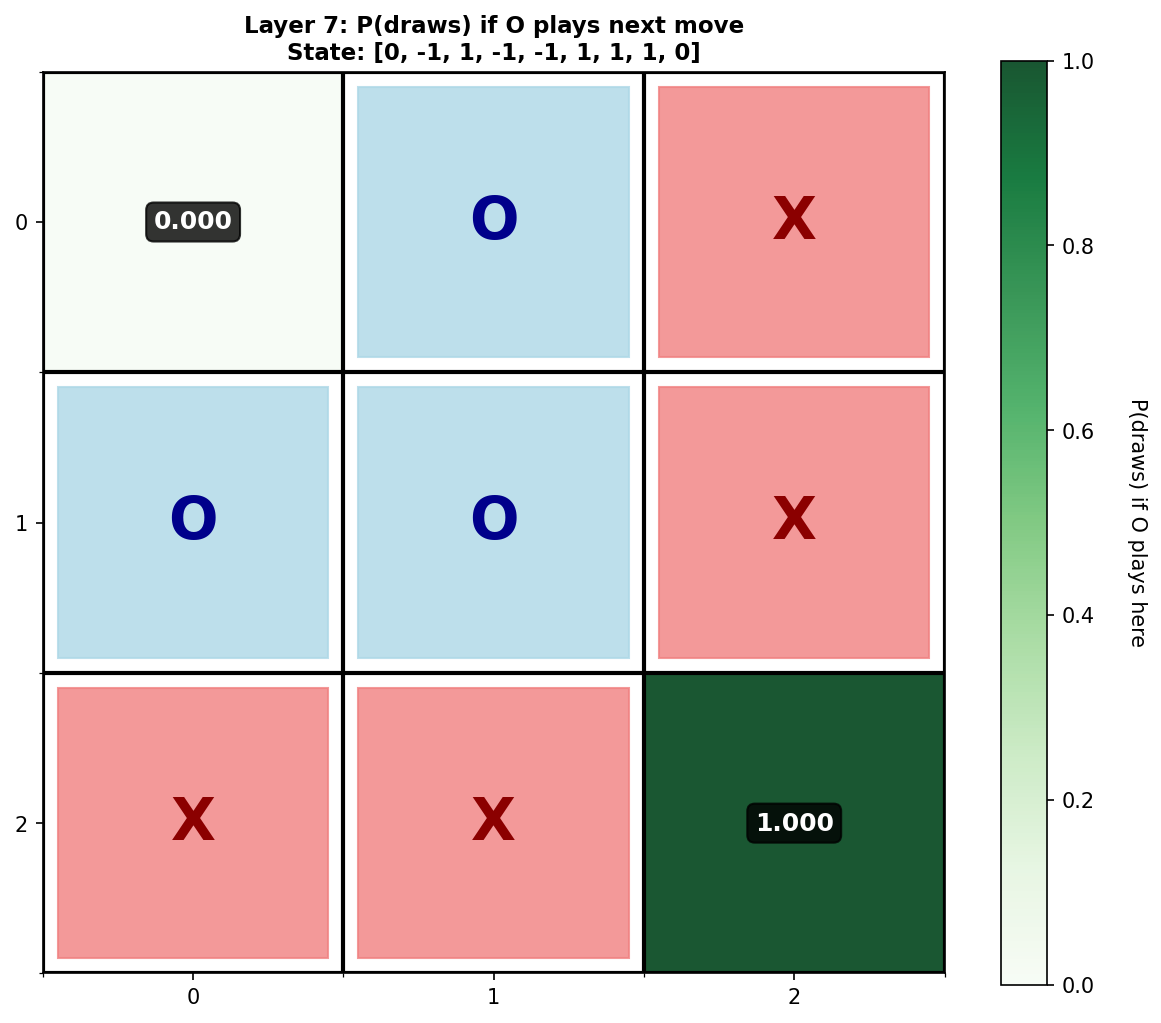 Layer 7: P(draws) if O plays next move
State: [0, -1, 1, -1, -1, 1, 1, 1, 0]
0.000
O
X
O
O
X
X
X
1.000
0
1
2
0
1
2
1.0
0.8
0.6
0.4
0.2
0.0
P(draws) if O plays here